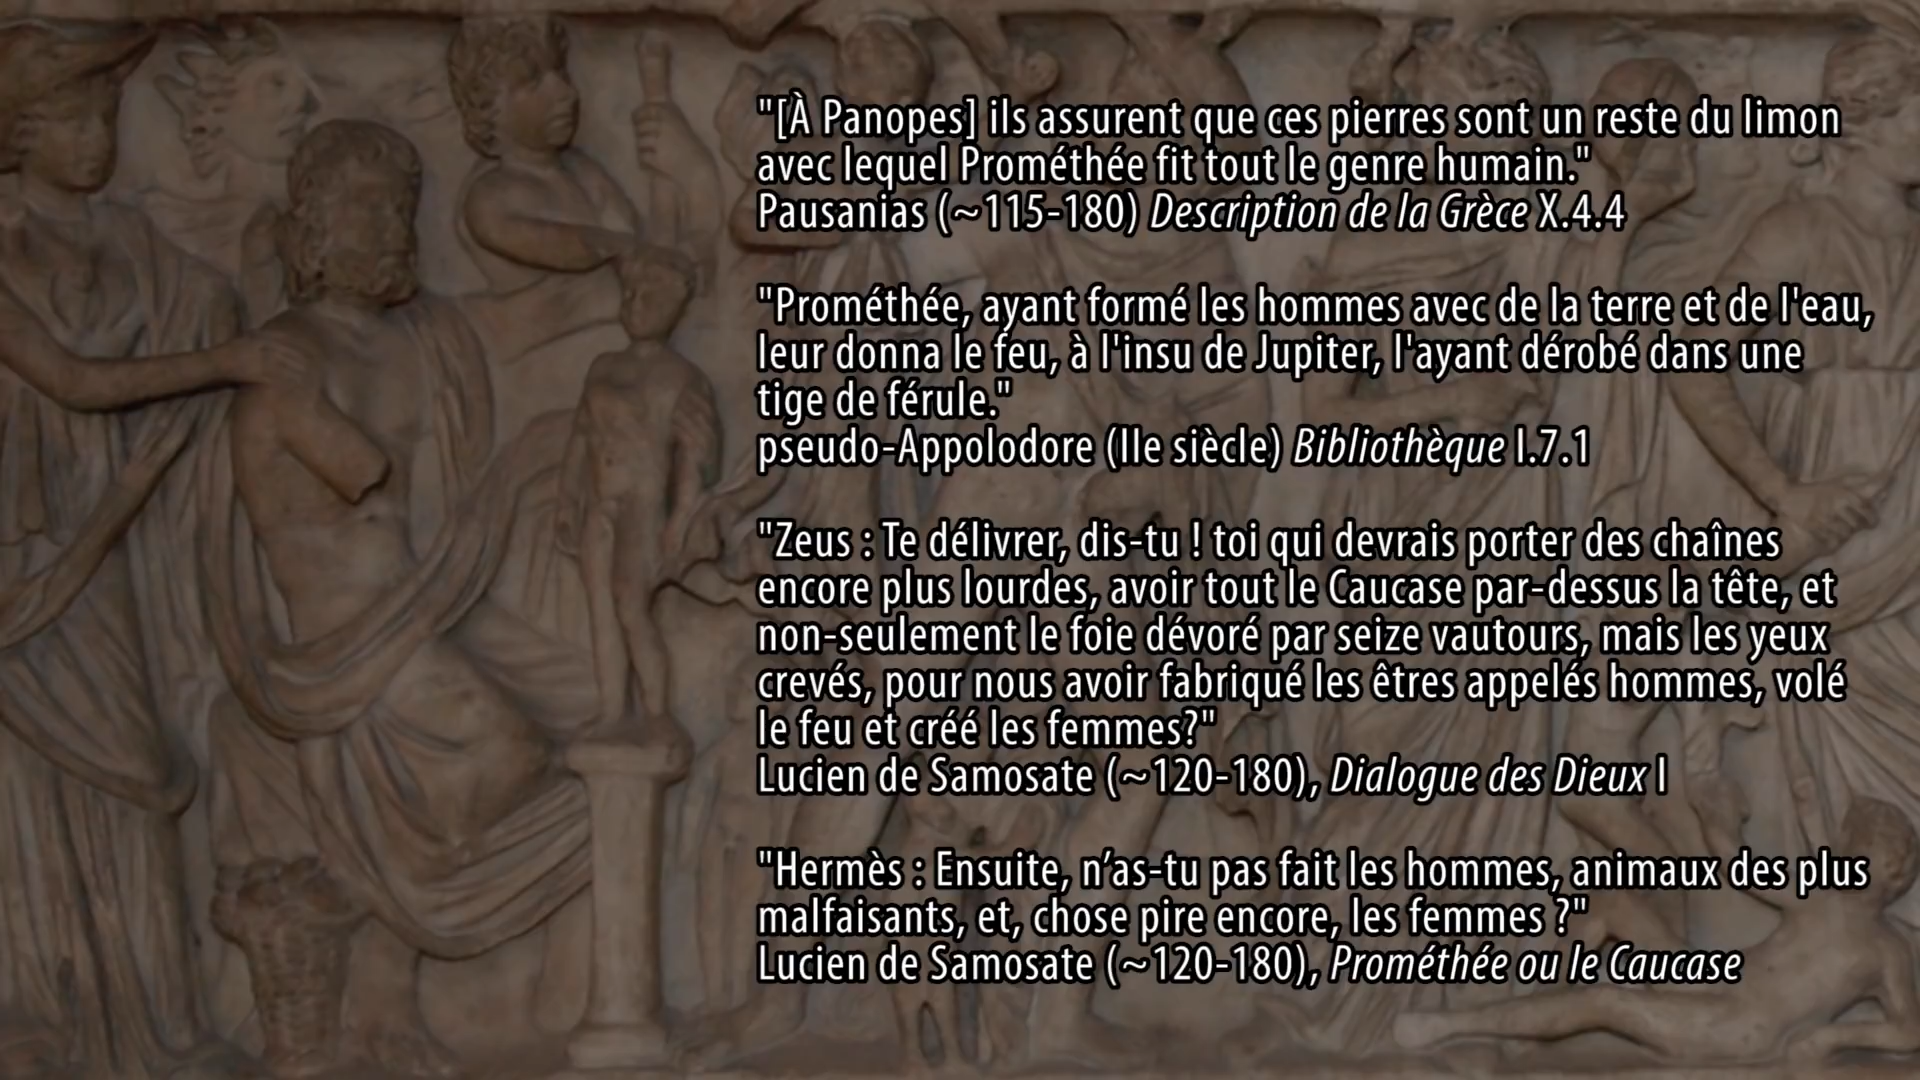 "[À Panopes] ils assurent que ces pierres sont un reste du limon
avec lequel Prométhée fit tout le genre humain."
Pausanias (~115-180) Description de la Grèce X.4.4
"Prométhée, ayant formé les hommes avec de la terre et de l'eau,
leur donna le feu, à l'insu de Jupiter, l'ayant dérobé dans une
tige de férule."
pseudo-Appolodore (IIe siècle) Bibliothèque I.7.1
"Zeus : Te délivrer, dis-tu ! toi qui devrais porter des chaînes
encore plus lourdes, avoir tout le Caucase par-dessus la tête, et
non-seulement le foie dévoré par seize vautours, mais les yeux
crevés, pour nous avoir fabriqué les êtres appelés hommes, volé
le feu et créé les femmes?"
Lucien de Samosate (~120-180), Dialogue des Dieux I
"Hermès : Ensuite, n’as-tu pas fait les hommes, animaux des plus
malfaisants, et, chose pire encore, les femmes ?"
Lucien de Samosate (~120-180), Prométhée ou le Caucase